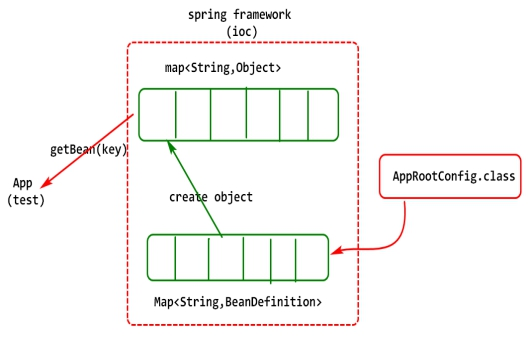 spring framework
(ioc)
map<String,Object>
getBean(key)
App
(test)
AppRootConfig.class
create object
Map<String,BeanDefinition>